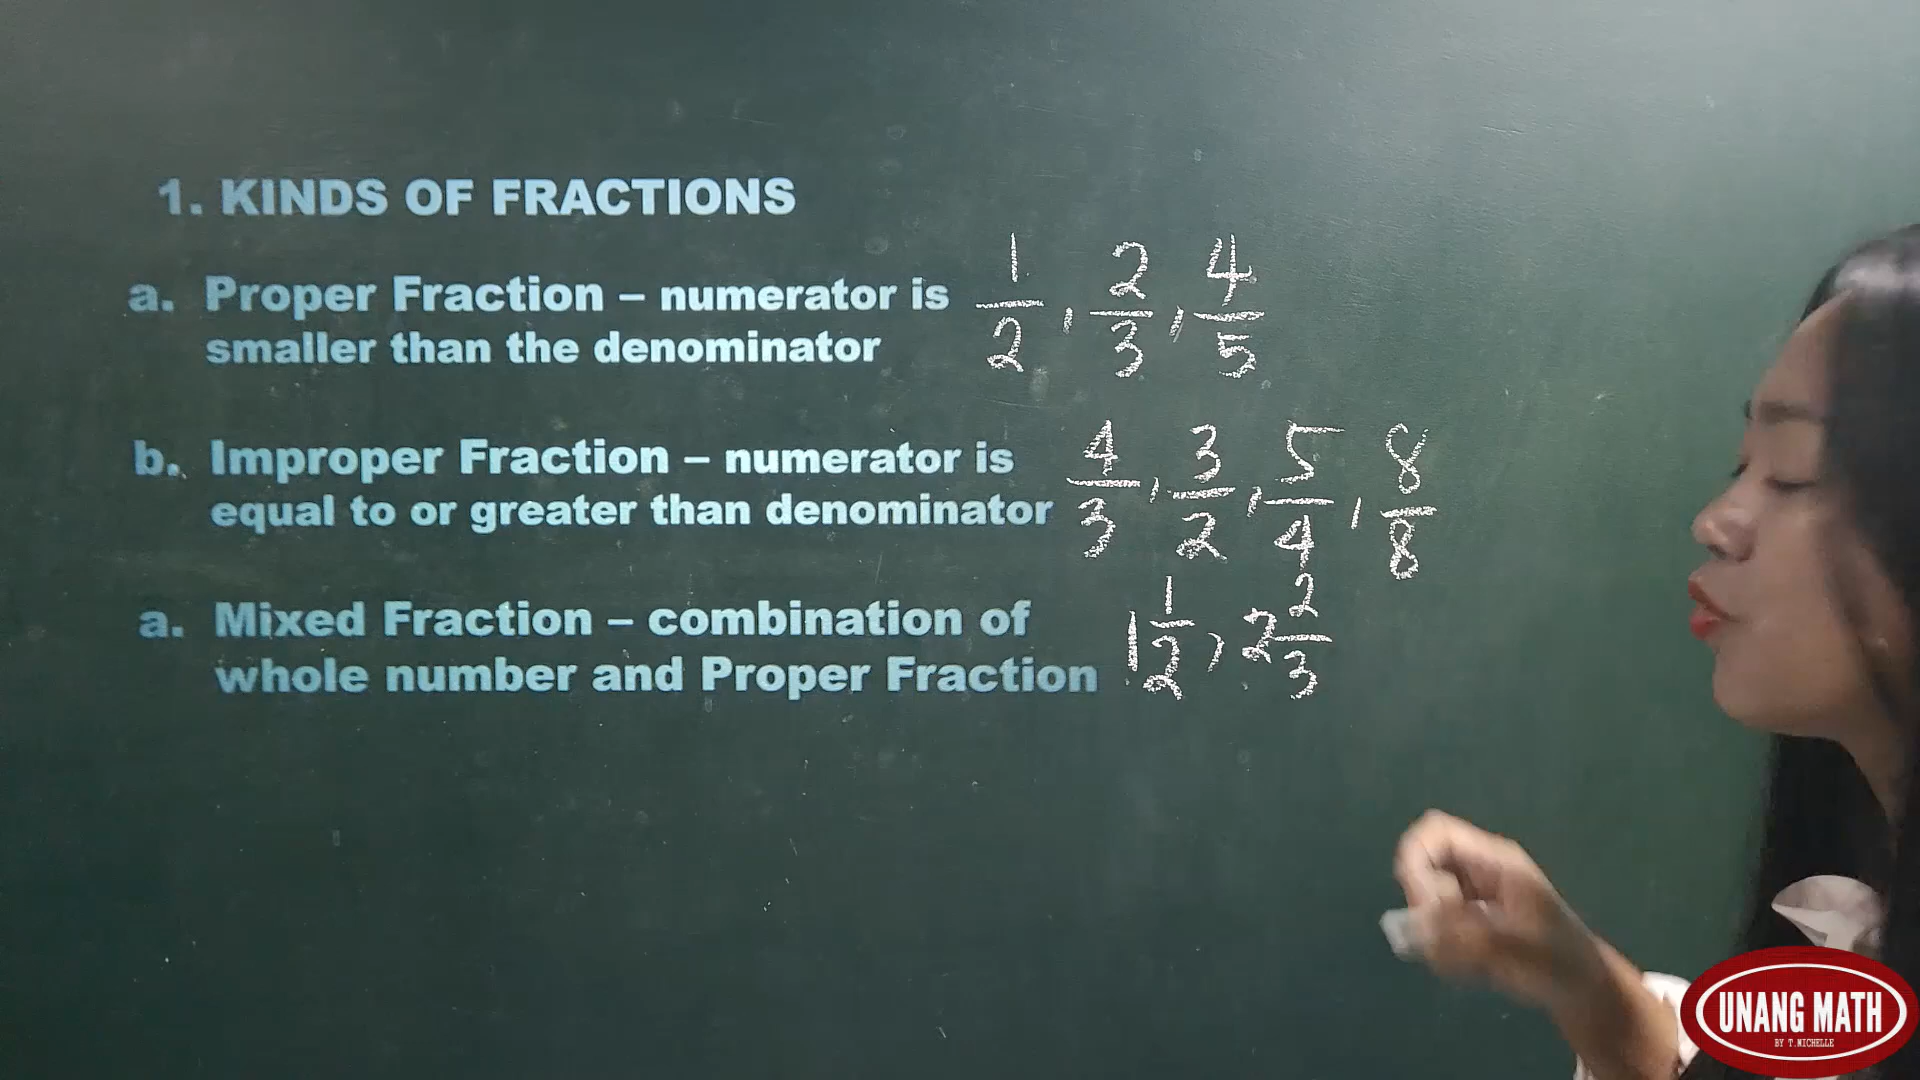 1. KINDS OF FRACTIONS
a. Proper Fraction – numerator is
smaller than the denominator
1/2, 2/3, 4/5
b. Improper Fraction – numerator is
equal to or greater than denominator
4/3, 3/2, 5/4, 8/8
a. Mixed Fraction – combination of
whole number and Proper Fraction
1 1/2, 2 2/3
UNANG MATH
BY T.MICHELLE